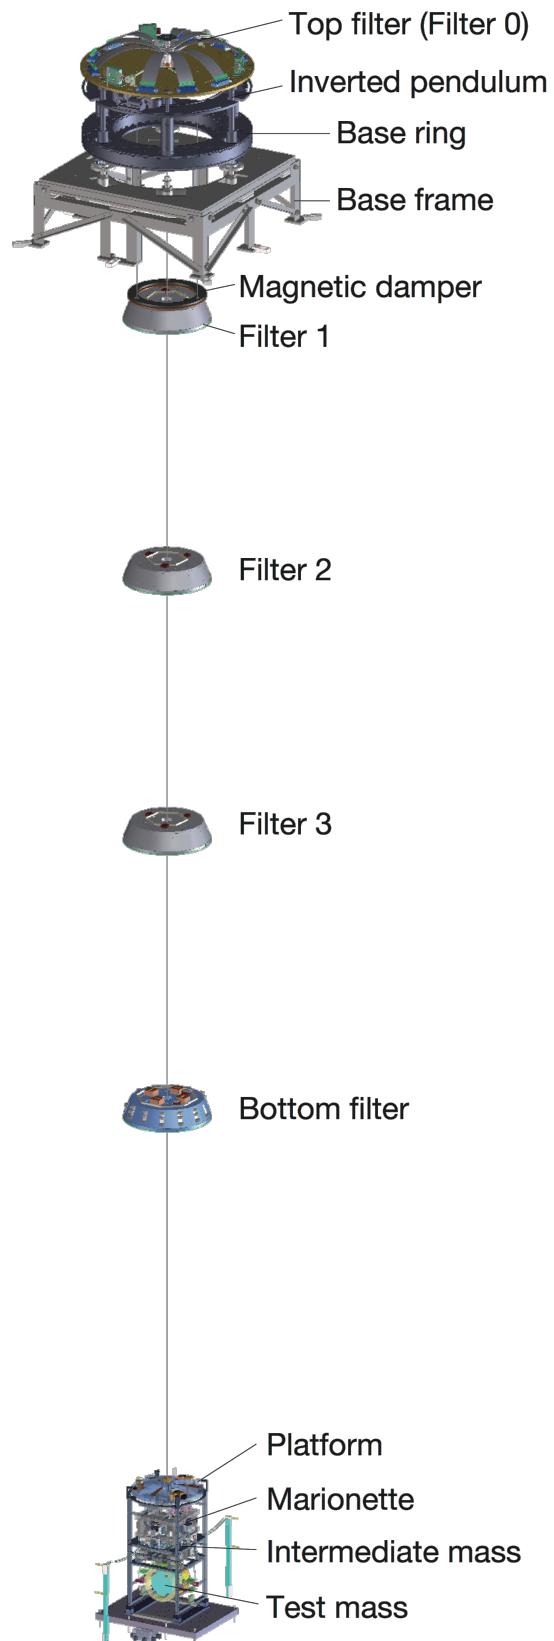 Top filter (Filter 0)
Inverted pendulum
Base ring
Base frame
Magnetic damper
Filter 1
Filter 2
Filter 3
Bottom filter
Platform
Marionette
Intermediate mass
Test mass